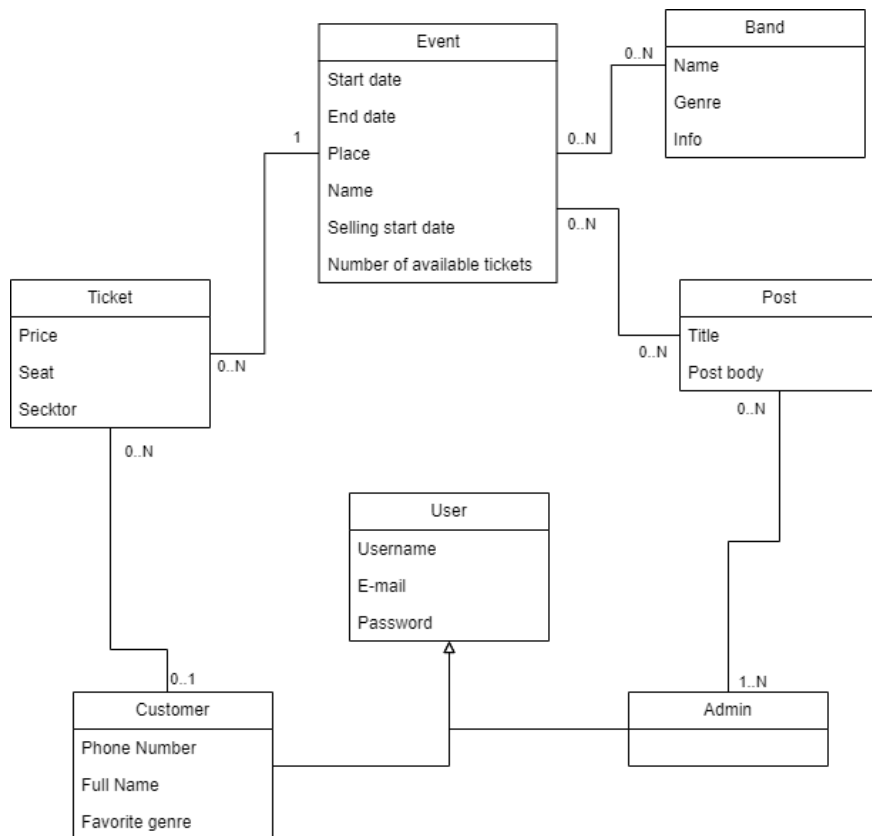 Event
Start date
End date
Place
Name
Selling start date
Number of available tickets
Band
Name
Genre
Info
0..N
0..N
1
0..N
0..N
0..N
Ticket
Price
Seat
Secktor
Post
Title
Post body
0..N
0..N
User
Username
E-mail
Password
0..1
1..N
Customer
Phone Number
Full Name
Favorite genre
Admin